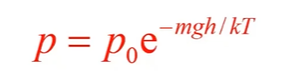 p = p₀e^{-mgh/kT}